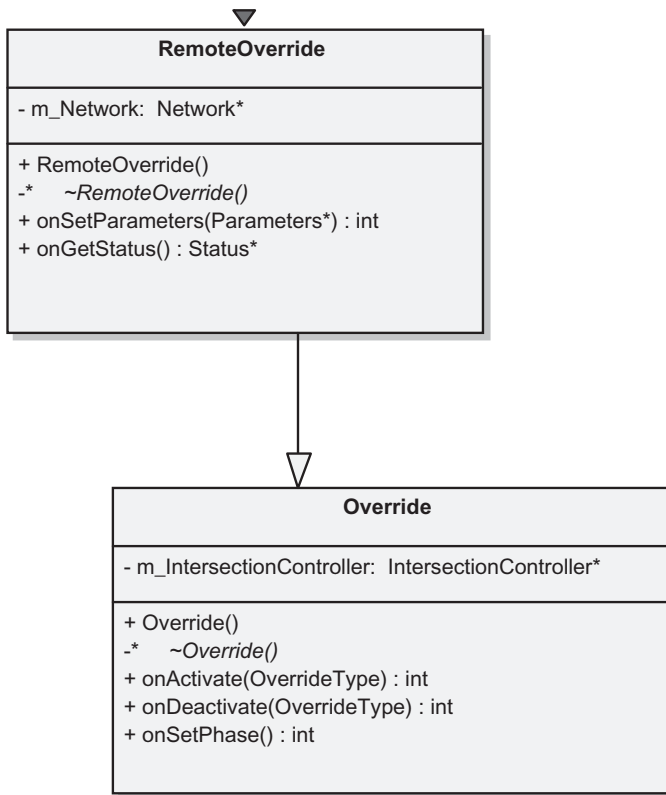 RemoteOverride
- m_Network: Network*
+ RemoteOverride()
-* ~RemoteOverride()
+ onSetParameters(Parameters*) : int
+ onGetStatus() : Status*
Override
- m_IntersectionController: IntersectionController*
+ Override()
-* ~Override()
+ onActivate(OverrideType) : int
+ onDeactivate(OverrideType) : int
+ onSetPhase() : int